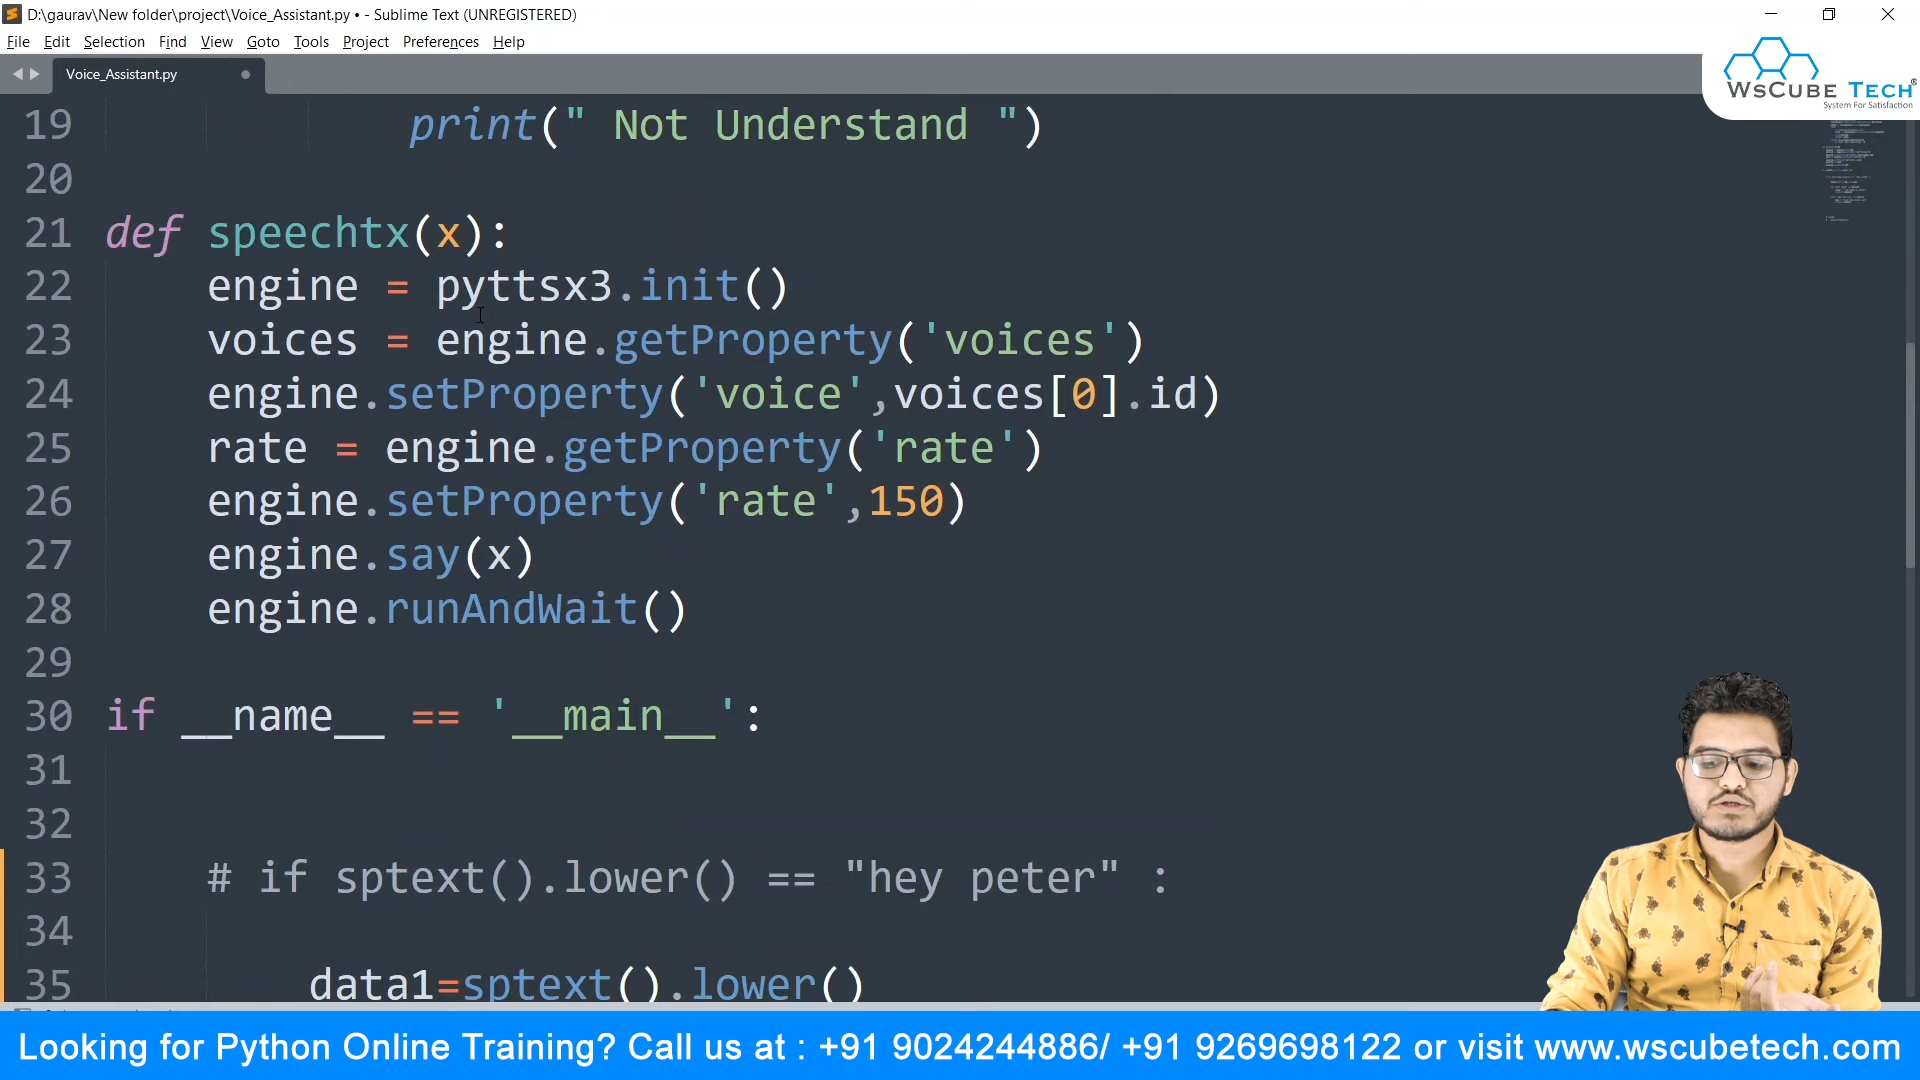 D:\gaurav\New folder\project\Voice_Assistant.py • - Sublime Text (UNREGISTERED)
File Edit Selection Find View Goto Tools Project Preferences Help
Voice_Assistant.py
WsCube Tech®
System For Satisfaction
19 print(" Not Understand ")
20
21 def speechtx(x):
22 engine = pyttsx3.init()
23 voices = engine.getProperty('voices')
24 engine.setProperty('voice',voices[0].id)
25 rate = engine.getProperty('rate')
26 engine.setProperty('rate',150)
27 engine.say(x)
28 engine.runAndWait()
29
30 if __name__ == '__main__':
31
32
33 # if sptext().lower() == "hey peter" :
34
35 data1=sptext().lower()
Looking for Python Online Training? Call us at : +91 9024244886/ +91 9269698122 or visit www.wscubetech.com